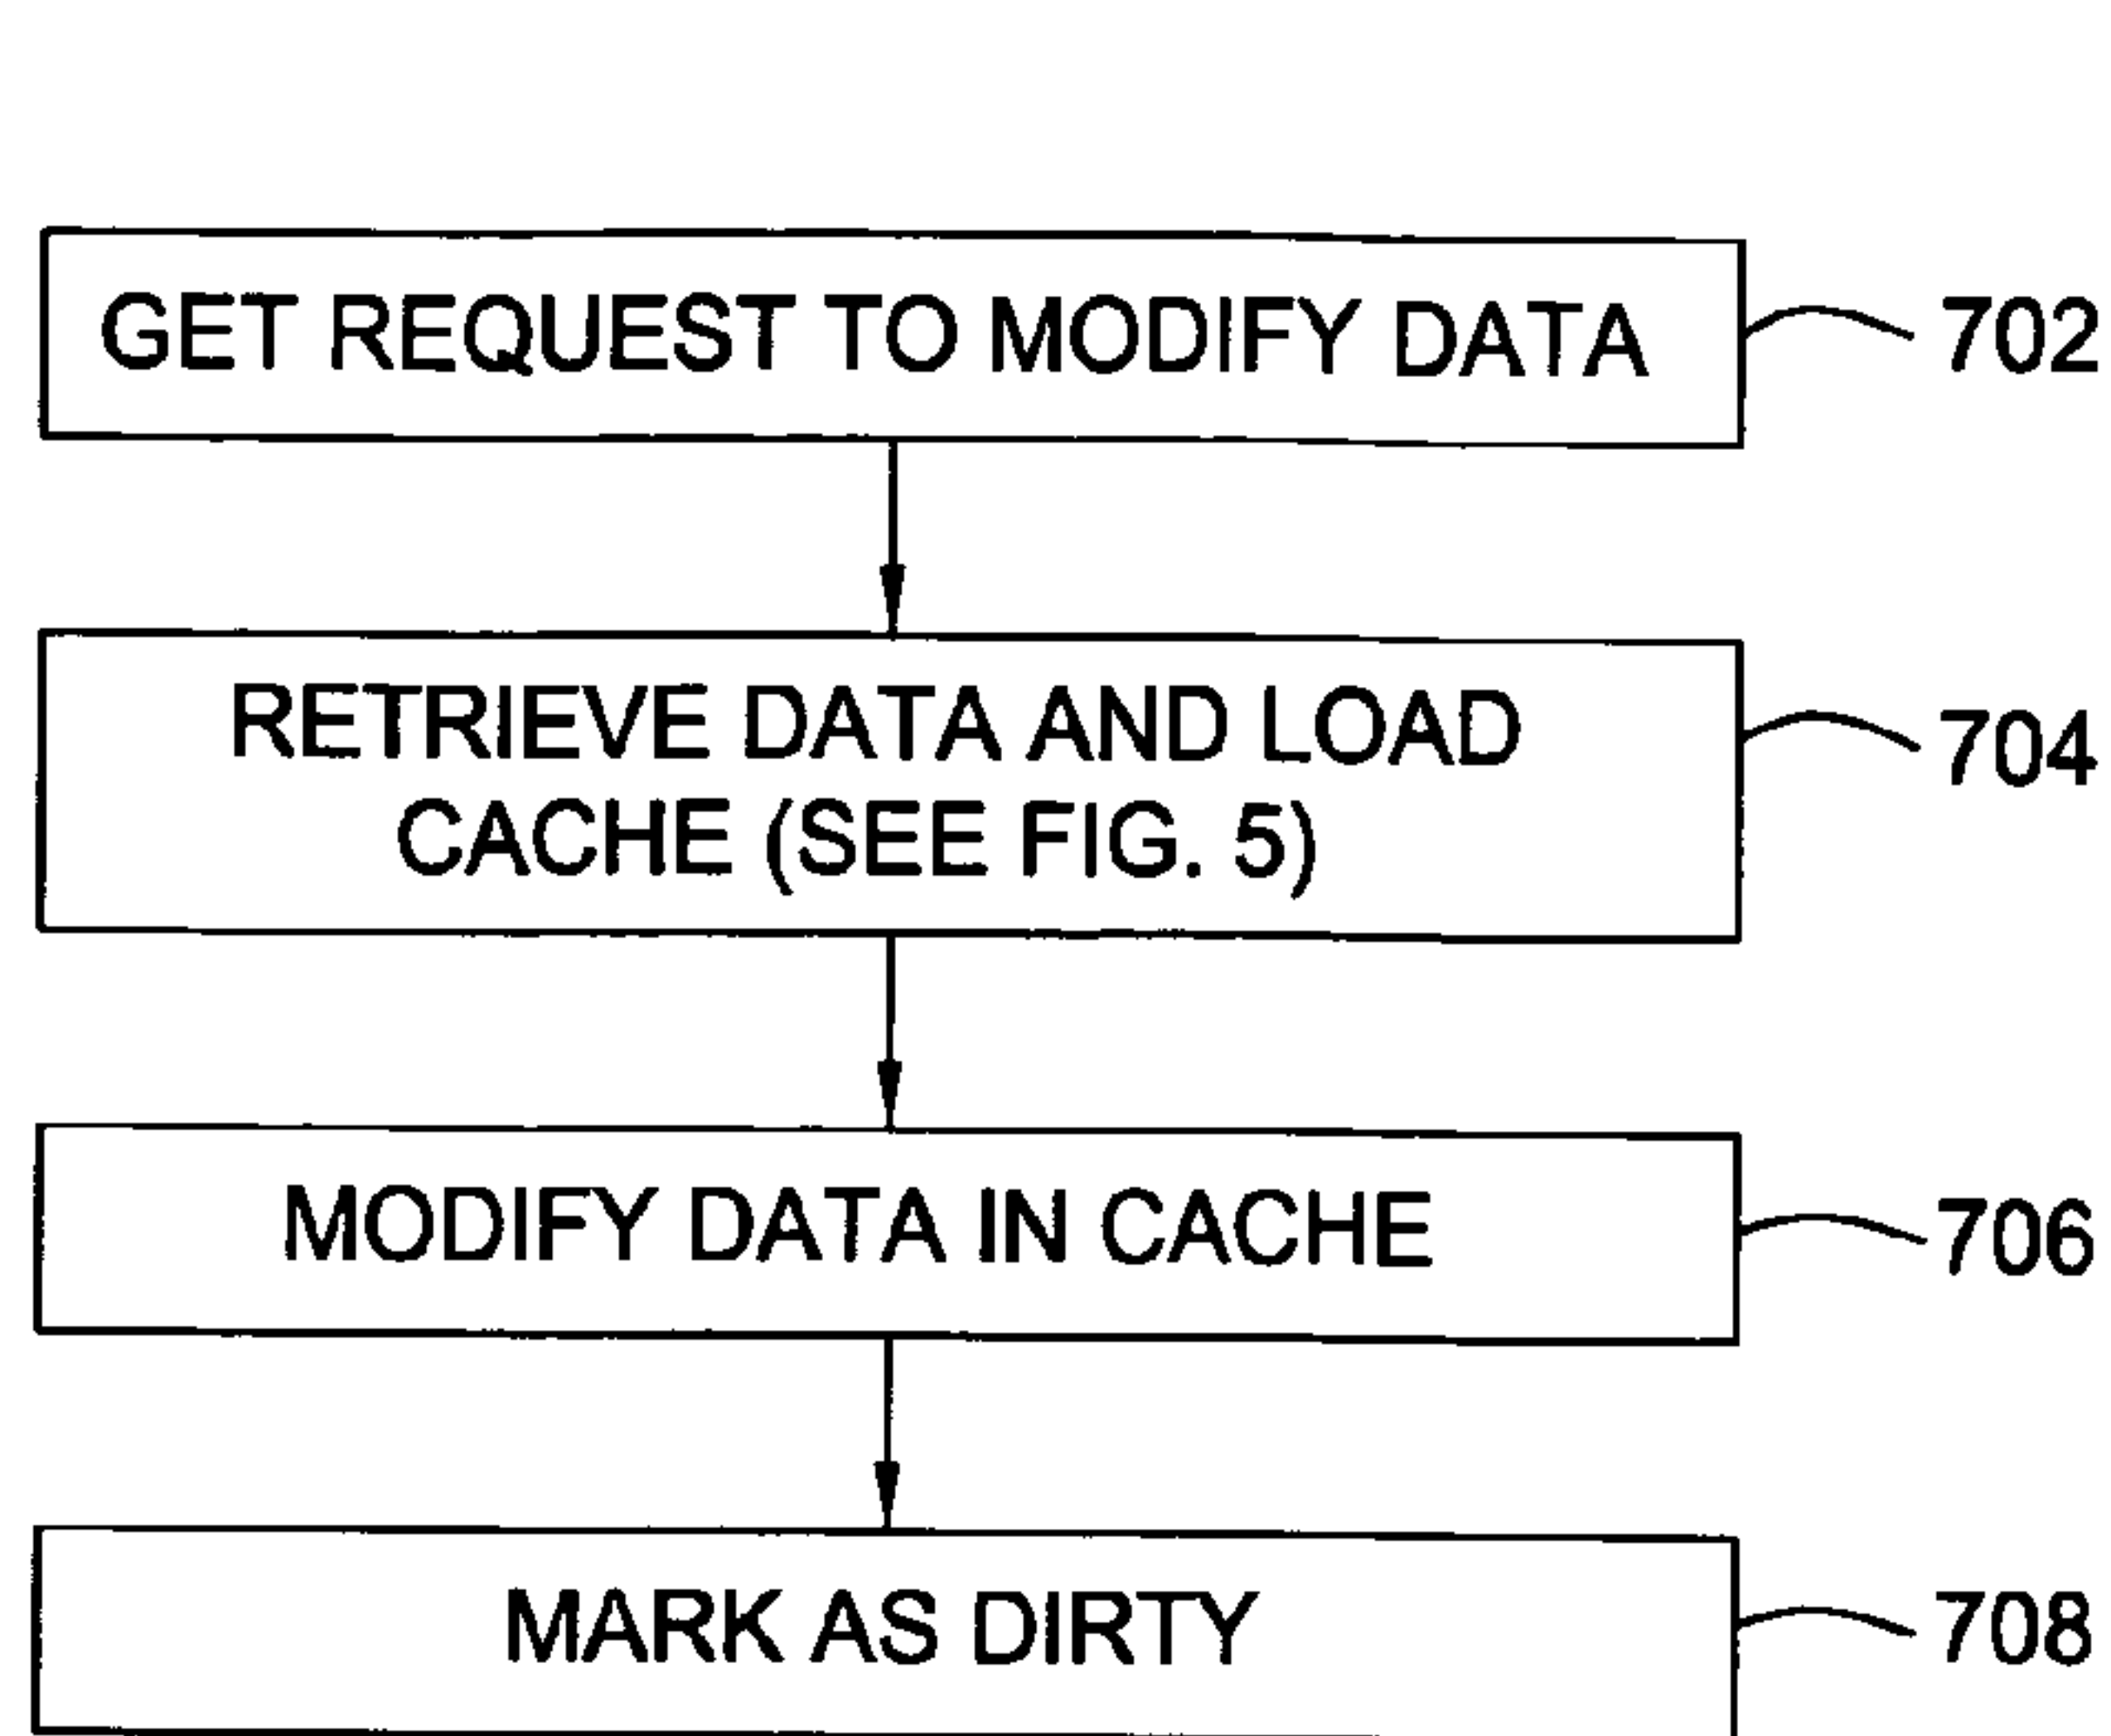 GET REQUEST TO MODIFY DATA
702
RETRIEVE DATA AND LOAD
CACHE (SEE FIG. 5)
704
MODIFY DATA IN CACHE
706
MARK AS DIRTY
708